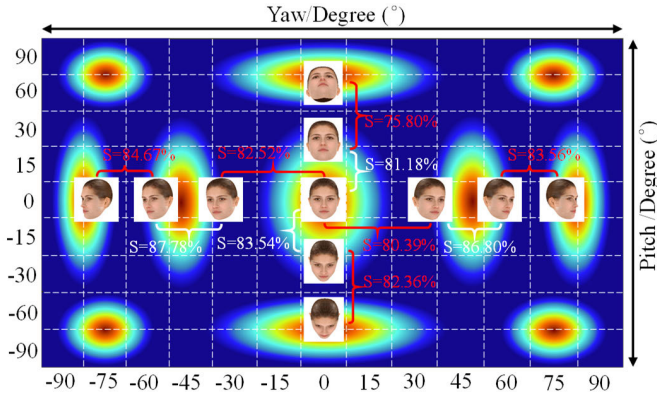 Yaw/Degree (°)
90
60
30
15
0
-15
-30
-60
-90
S=75.80%
S=84.67%
S=82.52%
S=81.18%
S=83.56%
S=87.78%
S=83.54%
S=80.39%
S=86.80%
S=82.36%
Pitch /Degree(°)
-90 -75 -60 -45 -30 -15 0 15 30 45 60 75 90